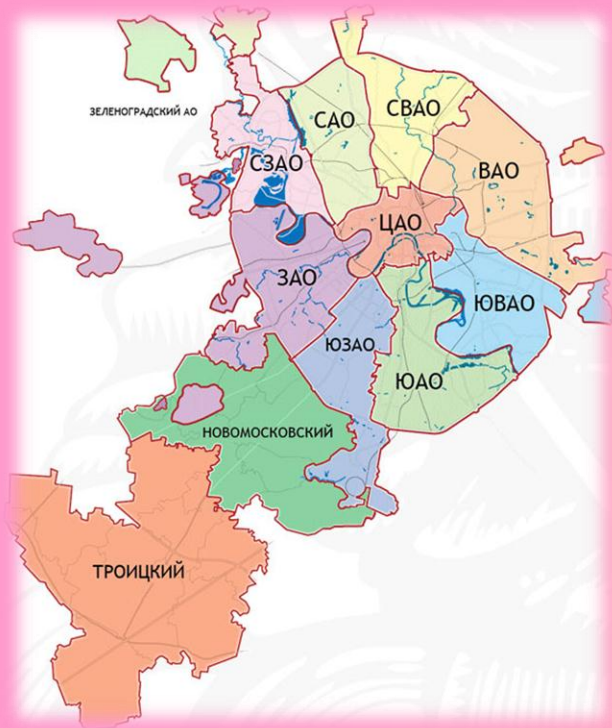 ЗЕЛЕНОГРАДСКИЙ АО
САО
СВАО
СЗАО
ВАО
ЦАО
ЗАО
ЮВАО
ЮЗАО
ЮАО
НОВОМОСКОВСКИЙ
ТРОИЦКИЙ